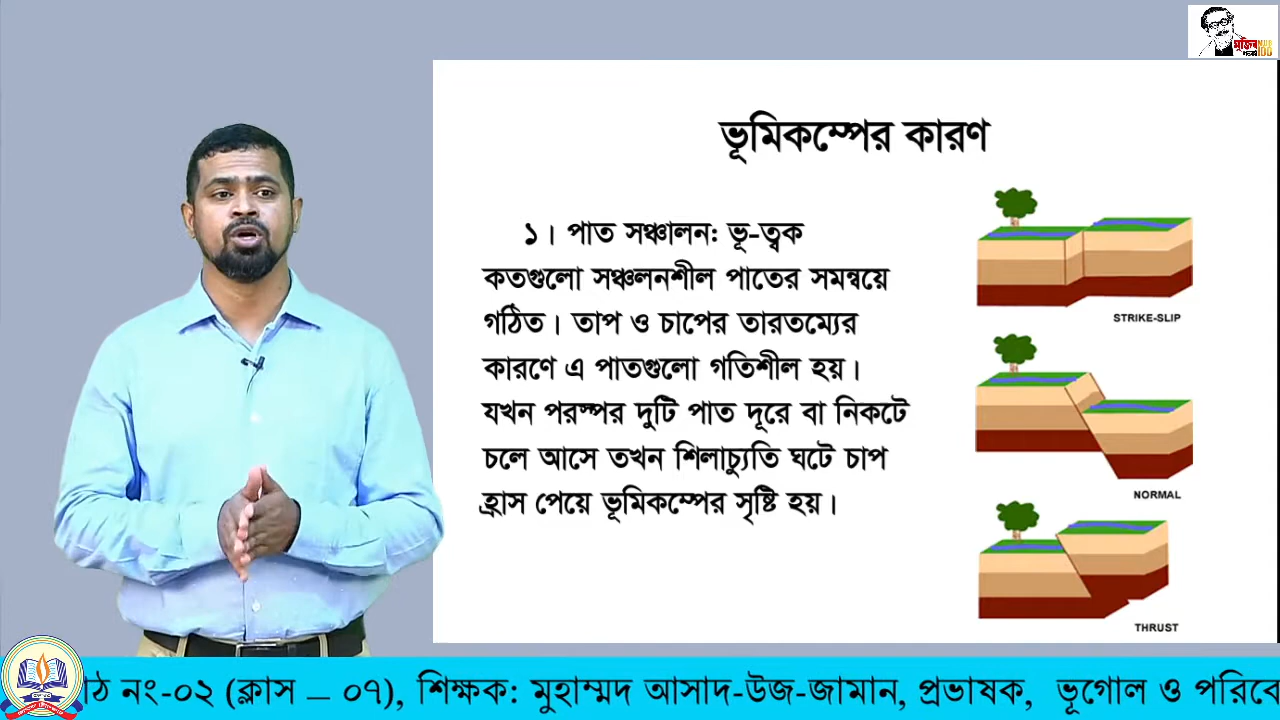 ভূমিকম্পের কারণ
১। পাত সঞ্চালন: ভূ-ত্বক
কতগুলো সঞ্চলনশীল পাতের সমন্বয়ে
গঠিত। তাপ ও চাপের তারতম্যের
কারণে এ পাতগুলো গতিশীল হয়।
যখন পরস্পর দুটি পাত দূরে বা নিকটে
চলে আসে তখন শিলাচ্যুতি ঘটে চাপ
হ্রাস পেয়ে ভূমিকম্পের সৃষ্টি হয়।
STRIKE-SLIP
NORMAL
THRUST
াঠ নং-০২ (ক্লাস – ০৭), শিক্ষক: মুহাম্মদ আসাদ-উজ-জামান, প্রভাষক, ভূগোল ও পরিবে